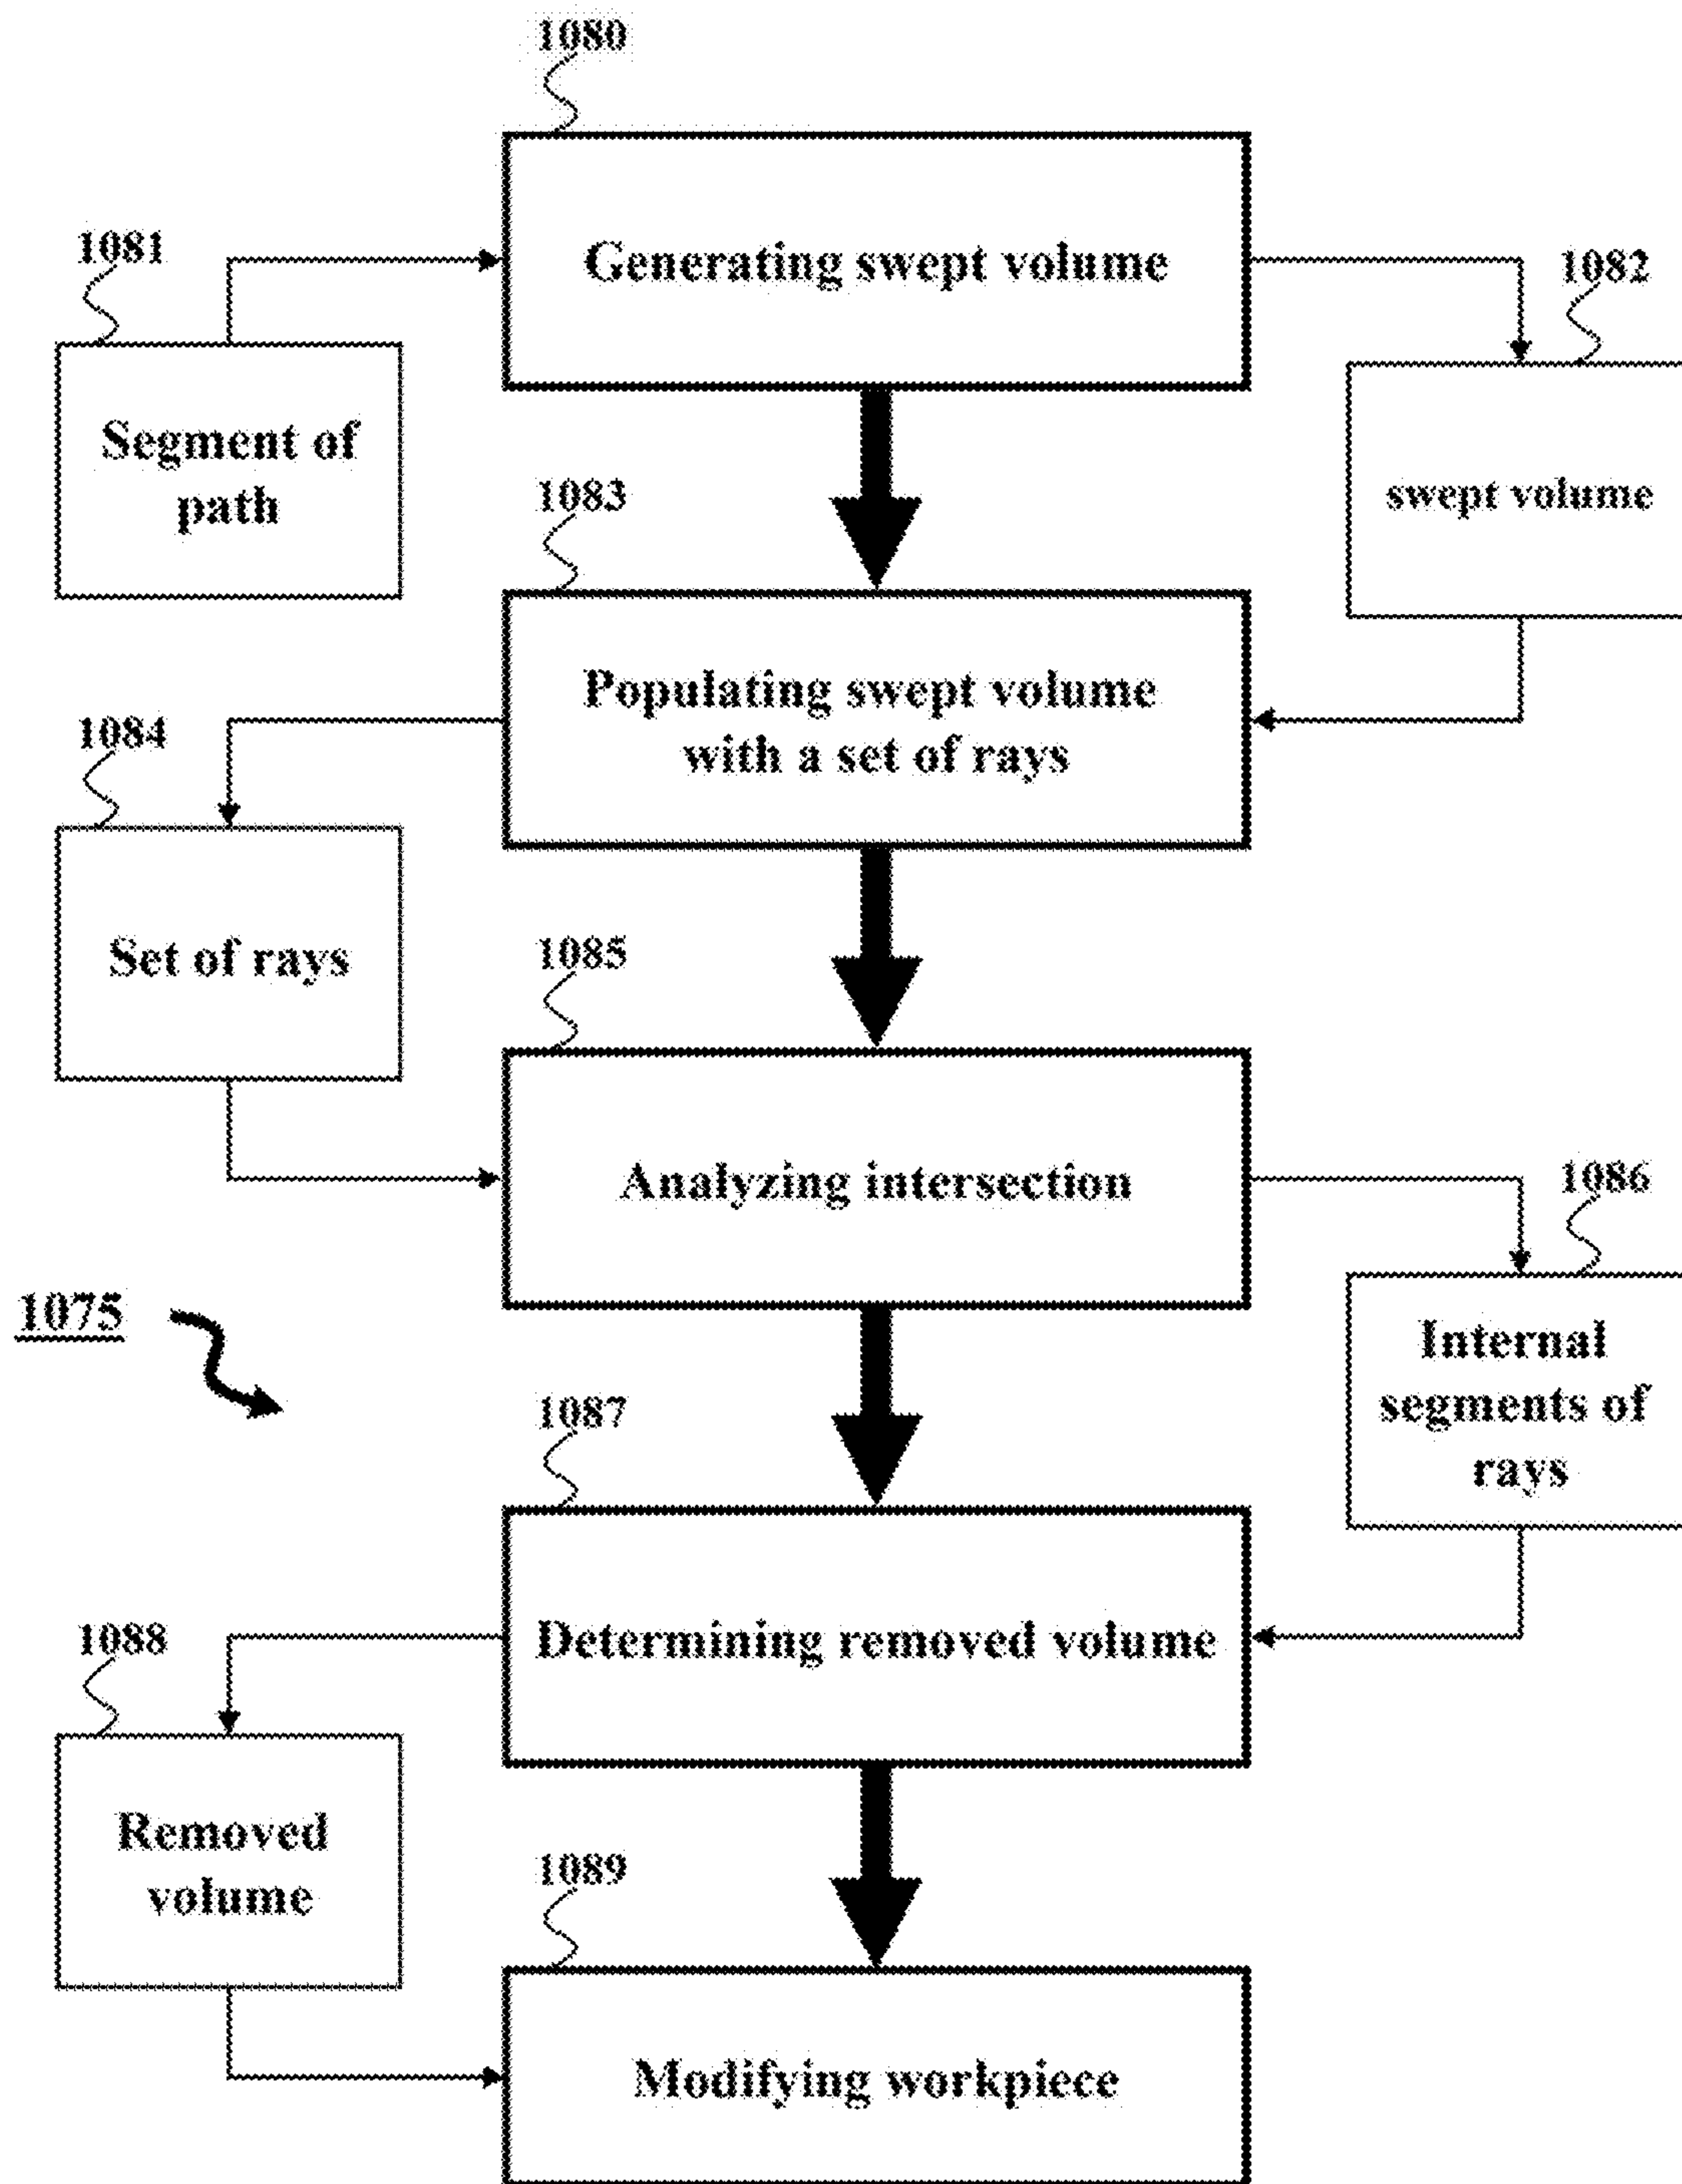 1080
Generating swept volume
1081
Segment of
path
1082
swept volume
1083
Populating swept volume
with a set of rays
1084
Set of rays
1085
Analyzing intersection
1086
Internal
segments of
rays
1075
1087
Determining removed volume
1088
Removed
volume
1089
Modifying workpiece